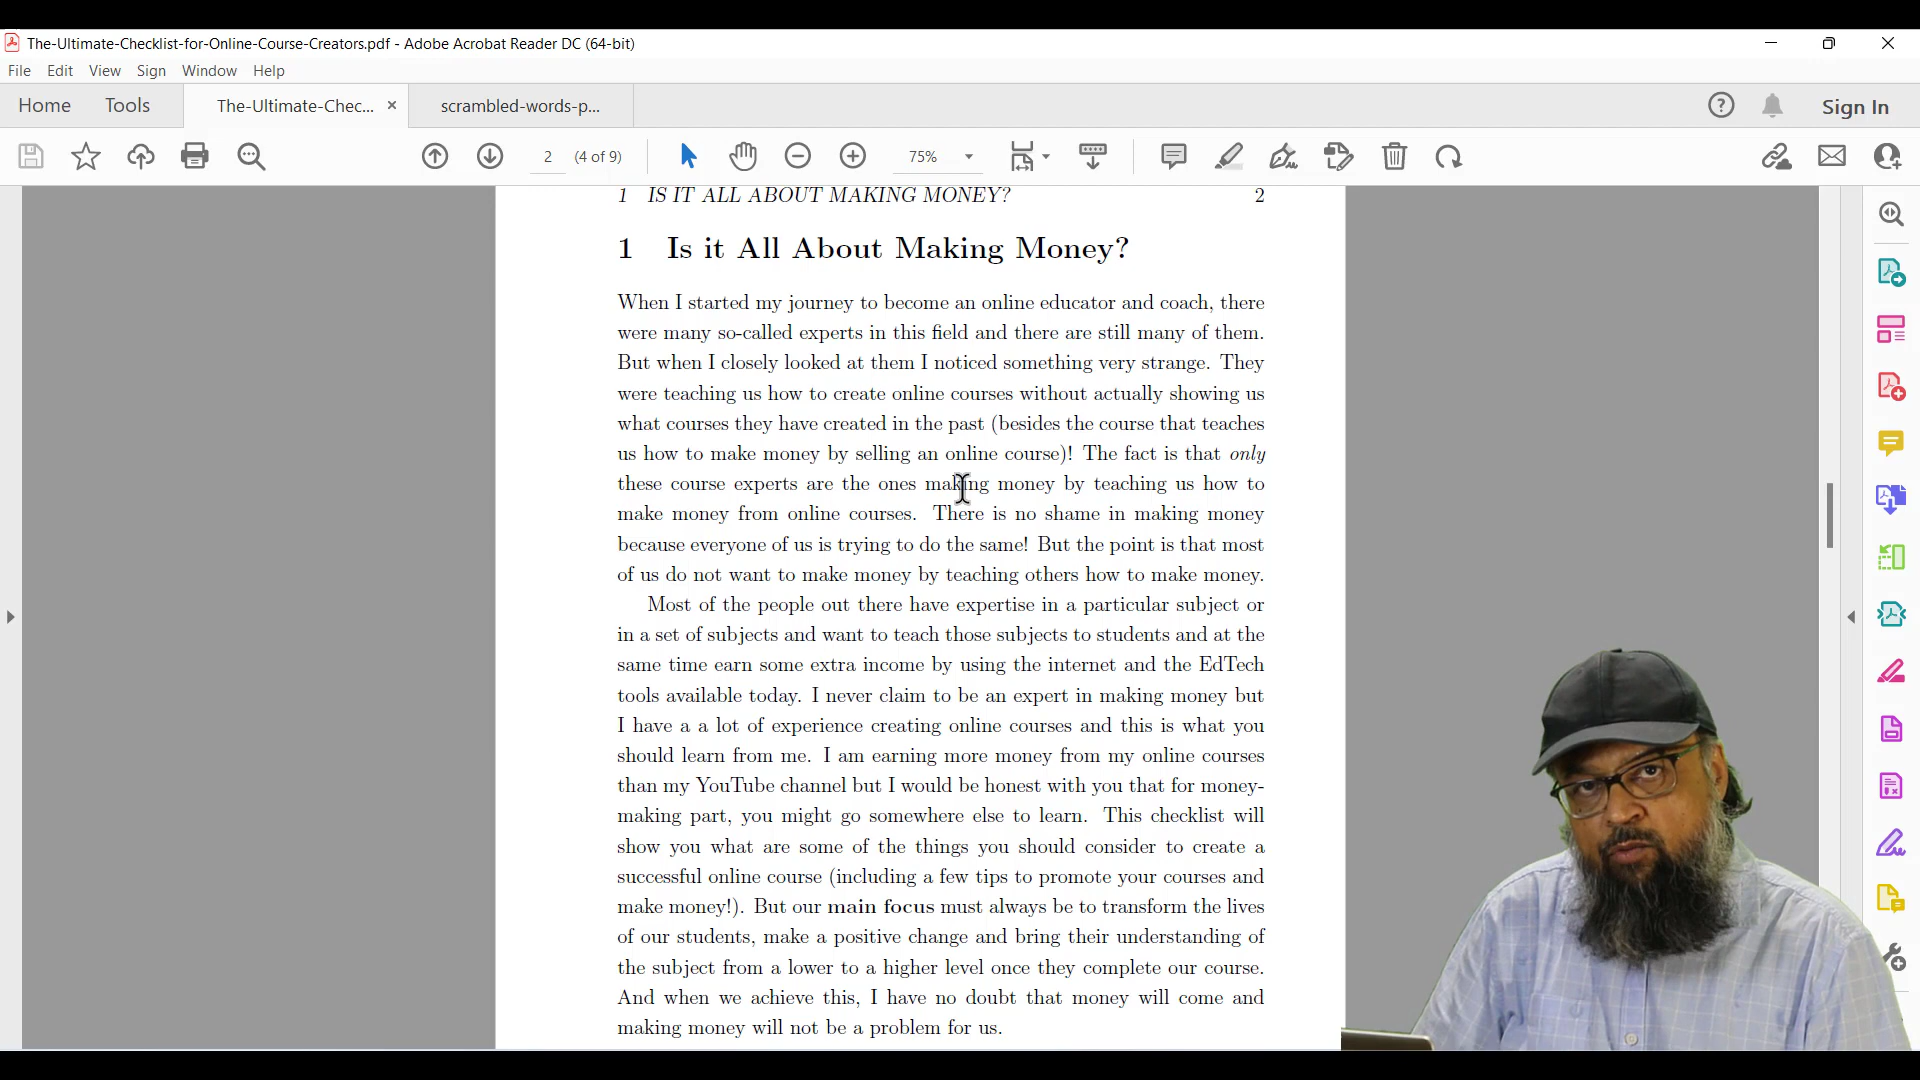 The-Ultimate-Checklist-for-Online-Course-Creators.pdf - Adobe Acrobat Reader DC (64-bit)
File Edit View Sign Window Help
Home Tools The-Ultimate-Chec... scrambled-words-p... Sign In
2 (4 of 9) 75%
1 IS IT ALL ABOUT MAKING MONEY? 2
1 Is it All About Making Money?
When I started my journey to become an online educator and coach, there
were many so-called experts in this field and there are still many of them.
But when I closely looked at them I noticed something very strange. They
were teaching us how to create online courses without actually showing us
what courses they have created in the past (besides the course that teaches
us how to make money by selling an online course)! The fact is that only
these course experts are the ones making money by teaching us how to
make money from online courses. There is no shame in making money
because everyone of us is trying to do the same! But the point is that most
of us do not want to make money by teaching others how to make money.
Most of the people out there have expertise in a particular subject or
in a set of subjects and want to teach those subjects to students and at the
same time earn some extra income by using the internet and the EdTech
tools available today. I never claim to be an expert in making money but
I have a a lot of experience creating online courses and this is what you
should learn from me. I am earning more money from my online courses
than my YouTube channel but I would be honest with you that for money-
making part, you might go somewhere else to learn. This checklist will
show you what are some of the things you should consider to create a
successful online course (including a few tips to promote your courses and
make money!). But our main focus must always be to transform the lives
of our students, make a positive change and bring their understanding of
the subject from a lower to a higher level once they complete our course.
And when we achieve this, I have no doubt that money will come and
making money will not be a problem for us.